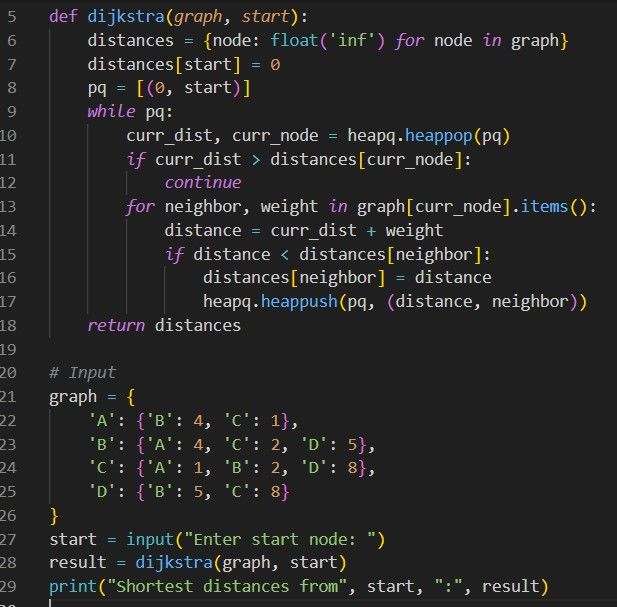 5 def dijkstra(graph, start):
6     distances = {node: float('inf') for node in graph}
7     distances[start] = 0
8     pq = [(0, start)]
9     while pq:
10         curr_dist, curr_node = heapq.heappop(pq)
11         if curr_dist > distances[curr_node]:
12             continue
13         for neighbor, weight in graph[curr_node].items():
14             distance = curr_dist + weight
15             if distance < distances[neighbor]:
16                 distances[neighbor] = distance
17                 heapq.heappush(pq, (distance, neighbor))
18     return distances
19
20 # Input
21 graph = {
22     'A': {'B': 4, 'C': 1},
23     'B': {'A': 4, 'C': 2, 'D': 5},
24     'C': {'A': 1, 'B': 2, 'D': 8},
25     'D': {'B': 5, 'C': 8}
26 }
27 start = input("Enter start node: ")
28 result = dijkstra(graph, start)
29 print("Shortest distances from", start, ":", result)